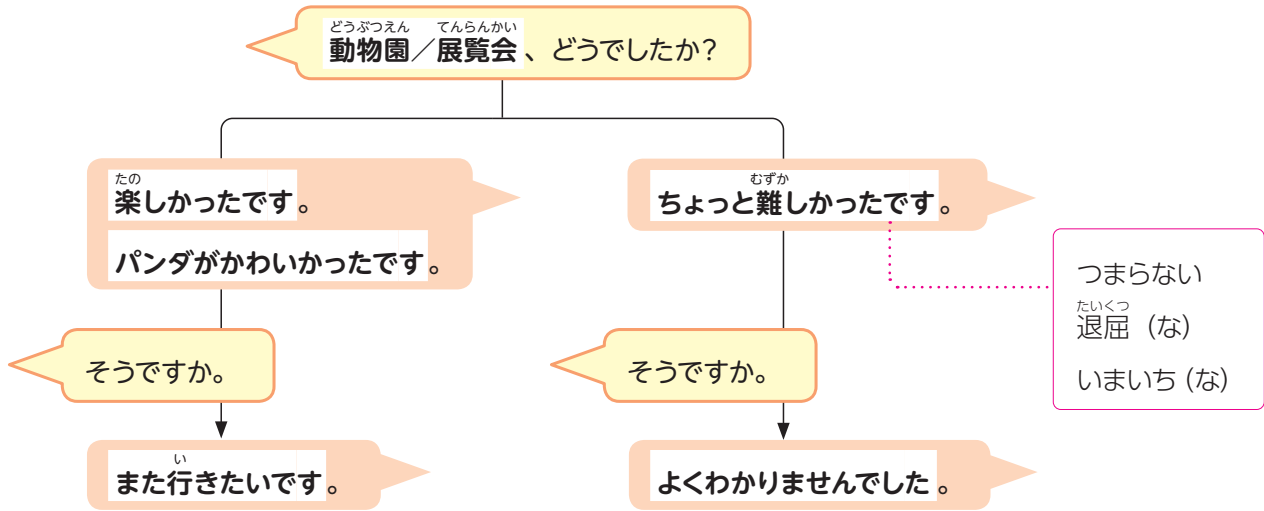 どうぶつえん てんらんかい
動物園／展覧会、どうでしたか？
たの
楽しかったです。
パンダがかわいかったです。
むずか
ちょっと難しかったです。
つまらない
たいくつ
退屈（な）
いまいち（な）
そうですか。
そうですか。
い
また行きたいです。
よくわかりませんでした。